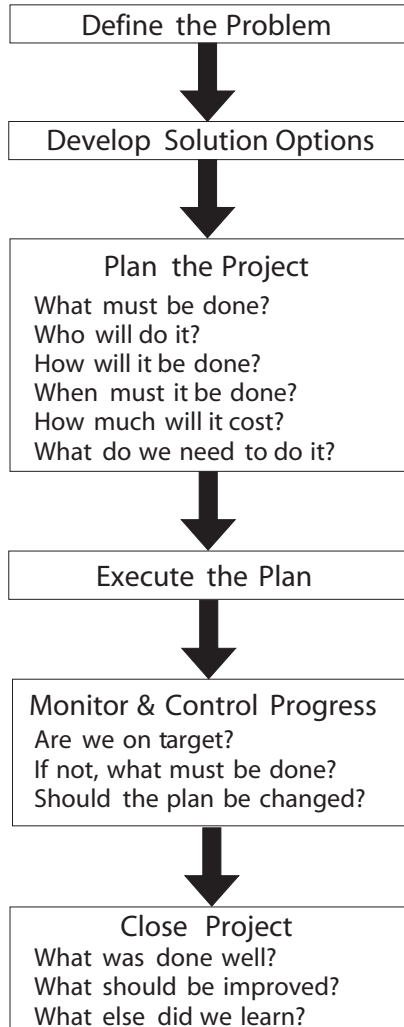 Define the Problem
Develop Solution Options
Plan the Project
What must be done?
Who will do it?
How will it be done?
When must it be done?
How much will it cost?
What do we need to do it?
Execute the Plan
Monitor & Control Progress
Are we on target?
If not, what must be done?
Should the plan be changed?
Close Project
What was done well?
What should be improved?
What else did we learn?